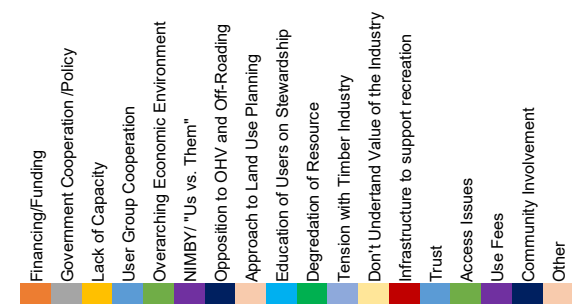 Financing/Funding
Government Cooperation /Policy
Lack of Capacity
User Group Cooperation
Overarching Economic Environment
NIMBY/ "Us vs. Them"
Opposition to OHV and Off-Roading
Approach to Land Use Planning
Education of Users on Stewardship
Degredation of Resource
Tension with Timber Industry
Don't Undertand Value of the Industry
Infrastructure to support recreation
Trust
Access Issues
Use Fees
Community Involvement
Other